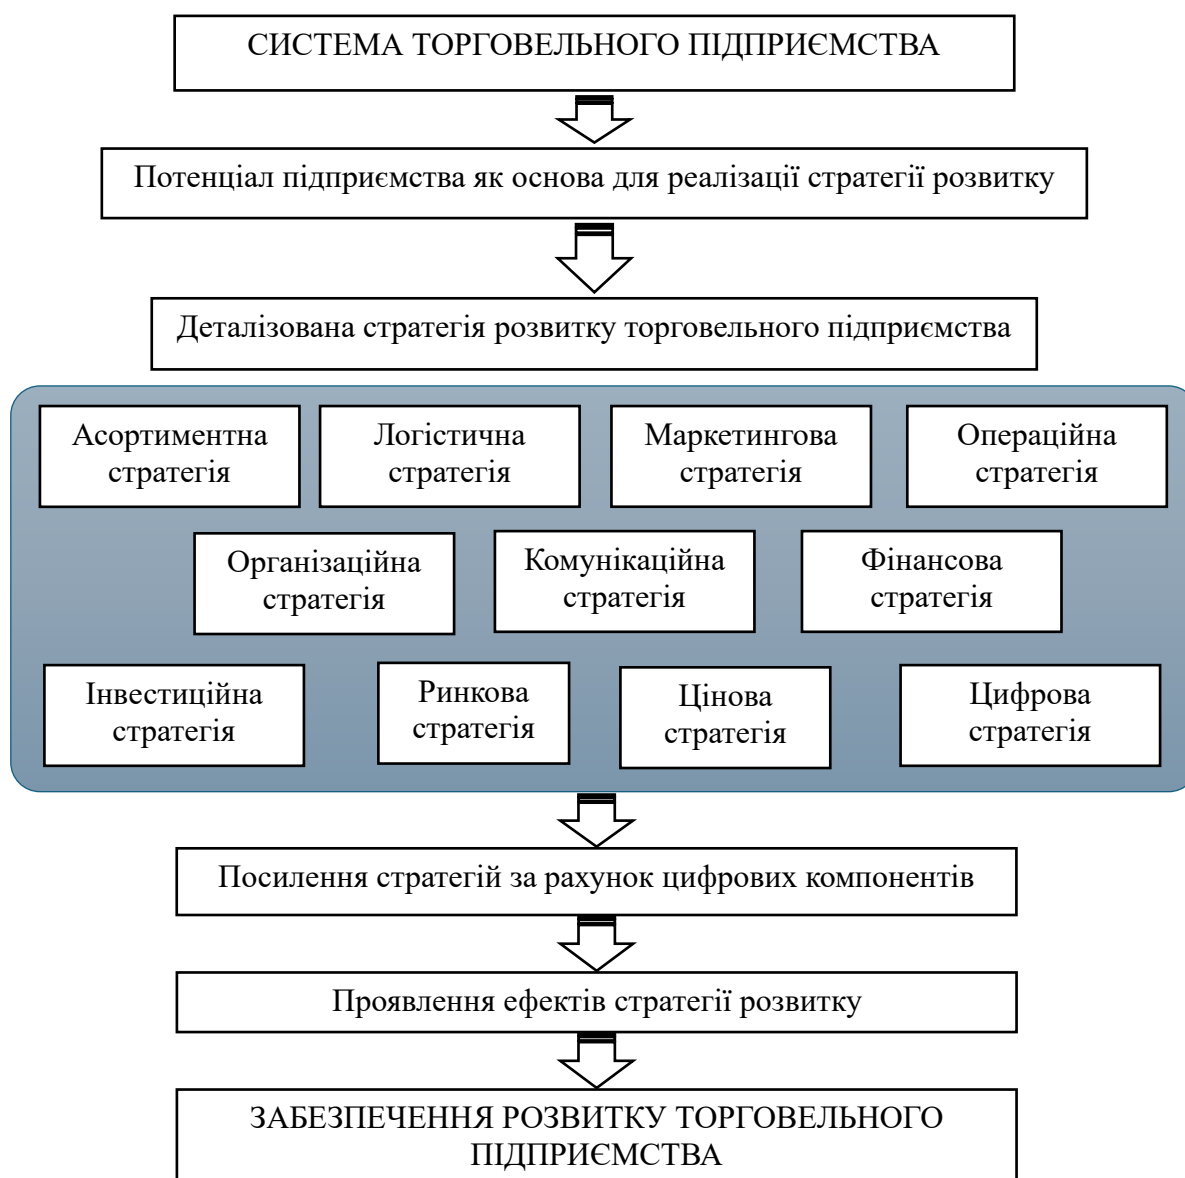 СИСТЕМА ТОРГОВЕЛЬНОГО ПІДПРИЄМСТВА
Потенціал підприємства як основа для реалізації стратегії розвитку
Деталізована стратегія розвитку торговельного підприємства
Асортиментна
стратегія
Логістична
стратегія
Маркетингова
стратегія
Операційна
стратегія
Організаційна
стратегія
Комунікаційна
стратегія
Фінансова
стратегія
Інвестиційна
стратегія
Ринкова
стратегія
Цінова
стратегія
Цифрова
стратегія
Посилення стратегій за рахунок цифрових компонентів
Проявлення ефектів стратегії розвитку
ЗАБЕЗПЕЧЕННЯ РОЗВИТКУ ТОРГОВЕЛЬНОГО
ПІДПРИЄМСТВА